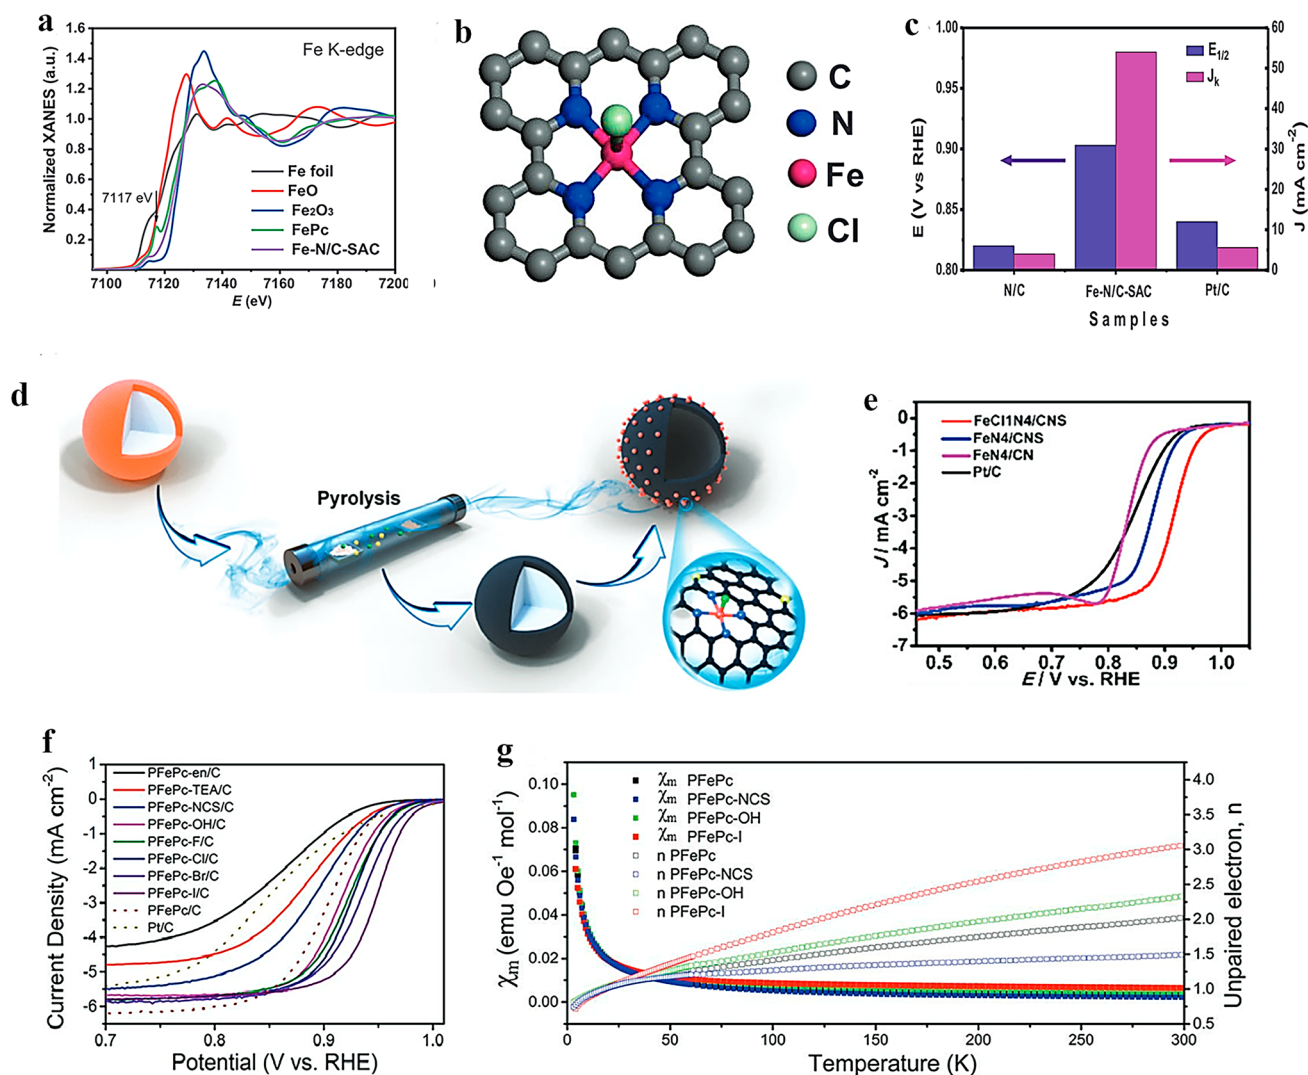 a
Fe K-edge
Normalized XANES (a.u.)
1.6
1.4
1.2
1.0
0.8
0.6
0.4
0.2
7117 eV
Fe foil
FeO
Fe₂O₃
FePc
Fe-N/C-SAC
7100 7120 7140 7160 7180 7200
E (eV)
b
C
N
Fe
Cl
c
E (V vs RHE)
1.00
0.95
0.90
0.85
0.80
E1/2
Jk
60
50
40
30
20
10
0
J (mA cm⁻²)
N/C Fe-N/C-SAC Pt/C
Samples
d
Pyrolysis
e
J / mA cm⁻²
0
-1
-2
-3
-4
-5
-6
-7
FeCl1N4/CNS
FeN4/CNS
FeN4/CN
Pt/C
0.5 0.6 0.7 0.8 0.9 1.0
E / V vs. RHE
f
Current Density (mA cm⁻²)
1
0
-1
-2
-3
-4
-5
-6
PFePc-en/C
PFePc-TEA/C
PFePc-NCS/C
PFePc-OH/C
PFePc-F/C
PFePc-Cl/C
PFePc-Br/C
PFePc-I/C
PFePc/C
Pt/C
0.7 0.8 0.9 1.0
Potential (V vs. RHE)
g
χm (emu Oe⁻¹ mol⁻¹)
0.10
0.08
0.06
0.04
0.02
0.00
χm PFePc
χm PFePc-NCS
χm PFePc-OH
χm PFePc-I
n PFePc
n PFePc-NCS
n PFePc-OH
n PFePc-I
4.0
3.5
3.0
2.5
2.0
1.5
1.0
0.5
Unpaired electron, n
0 50 100 150 200 250 300
Temperature (K)